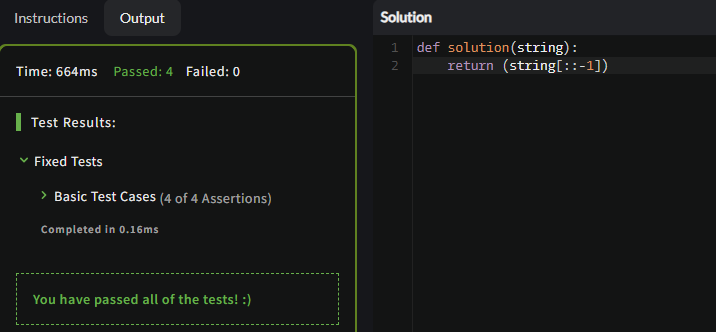 Instructions
Output
Time: 664ms Passed: 4 Failed: 0
Test Results:
Fixed Tests
Basic Test Cases (4 of 4 Assertions)
Completed in 0.16ms
You have passed all of the tests! :)
Solution
1 def solution(string):
2     return (string[::-1])